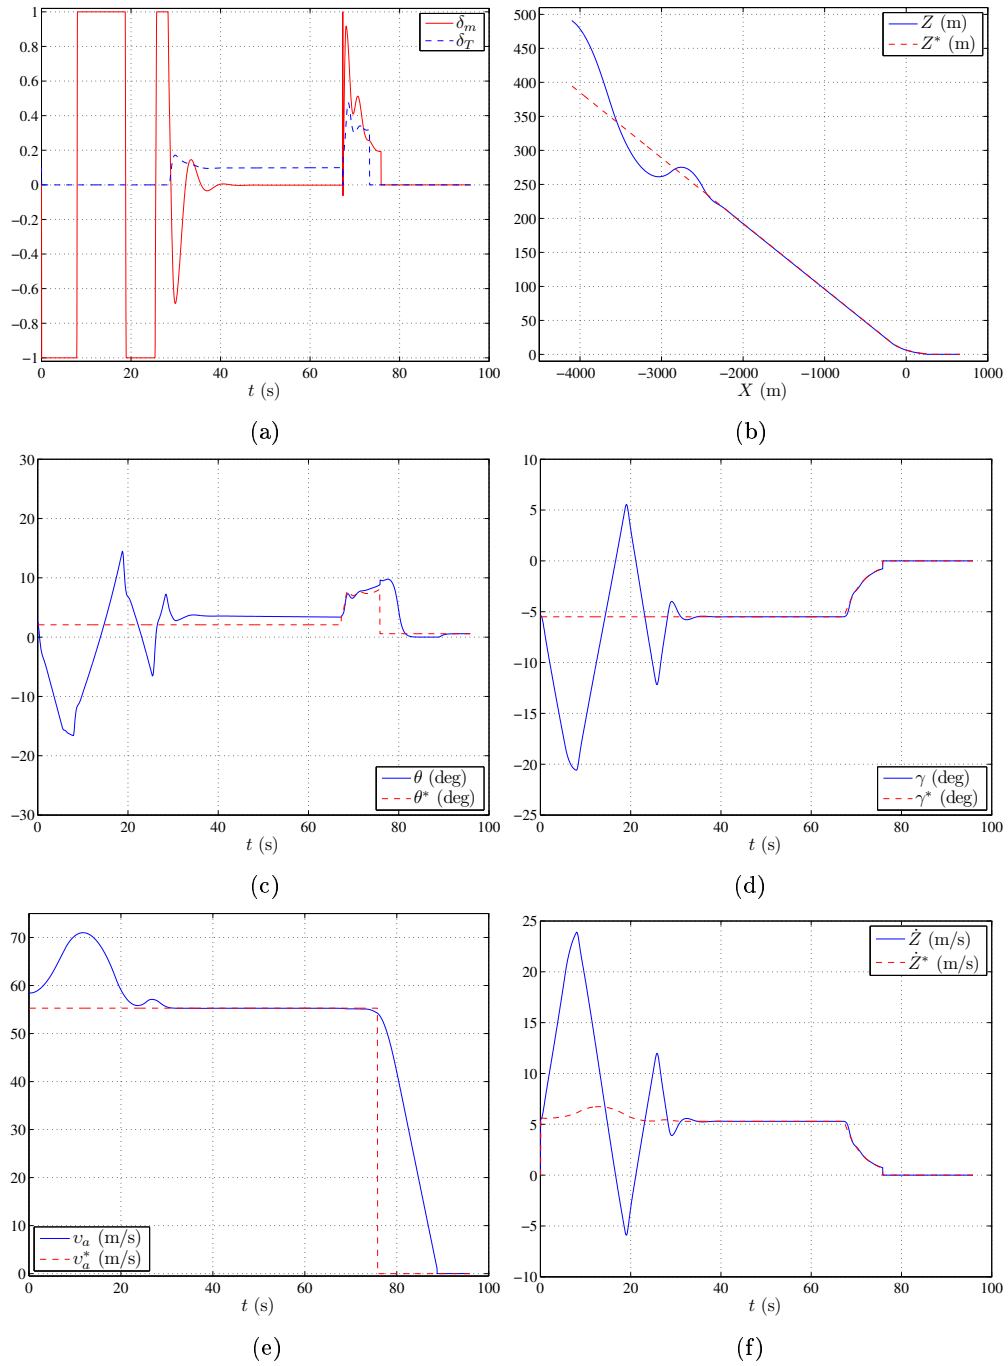 1
0.8
0.6
0.4
0.2
0
−0.2
−0.4
−0.6
−0.8
−1
0 20 40 60 80 100
t (s)
δ_m
δ_T
(a)
500
450
400
350
300
250
200
150
100
50
0
−4000 −3000 −2000 −1000 0 1000
X (m)
Z (m)
Z* (m)
(b)
30
20
10
0
−10
−20
−30
0 20 40 60 80 100
t (s)
θ (deg)
θ* (deg)
(c)
10
5
0
−5
−10
−15
−20
−25
0 20 40 60 80 100
t (s)
γ (deg)
γ* (deg)
(d)
70
60
50
40
30
20
10
0
0 20 40 60 80 100
t (s)
υ_a (m/s)
υ_a* (m/s)
(e)
25
20
15
10
5
0
−5
−10
0 20 40 60 80 100
t (s)
Ż (m/s)
Ż* (m/s)
(f)